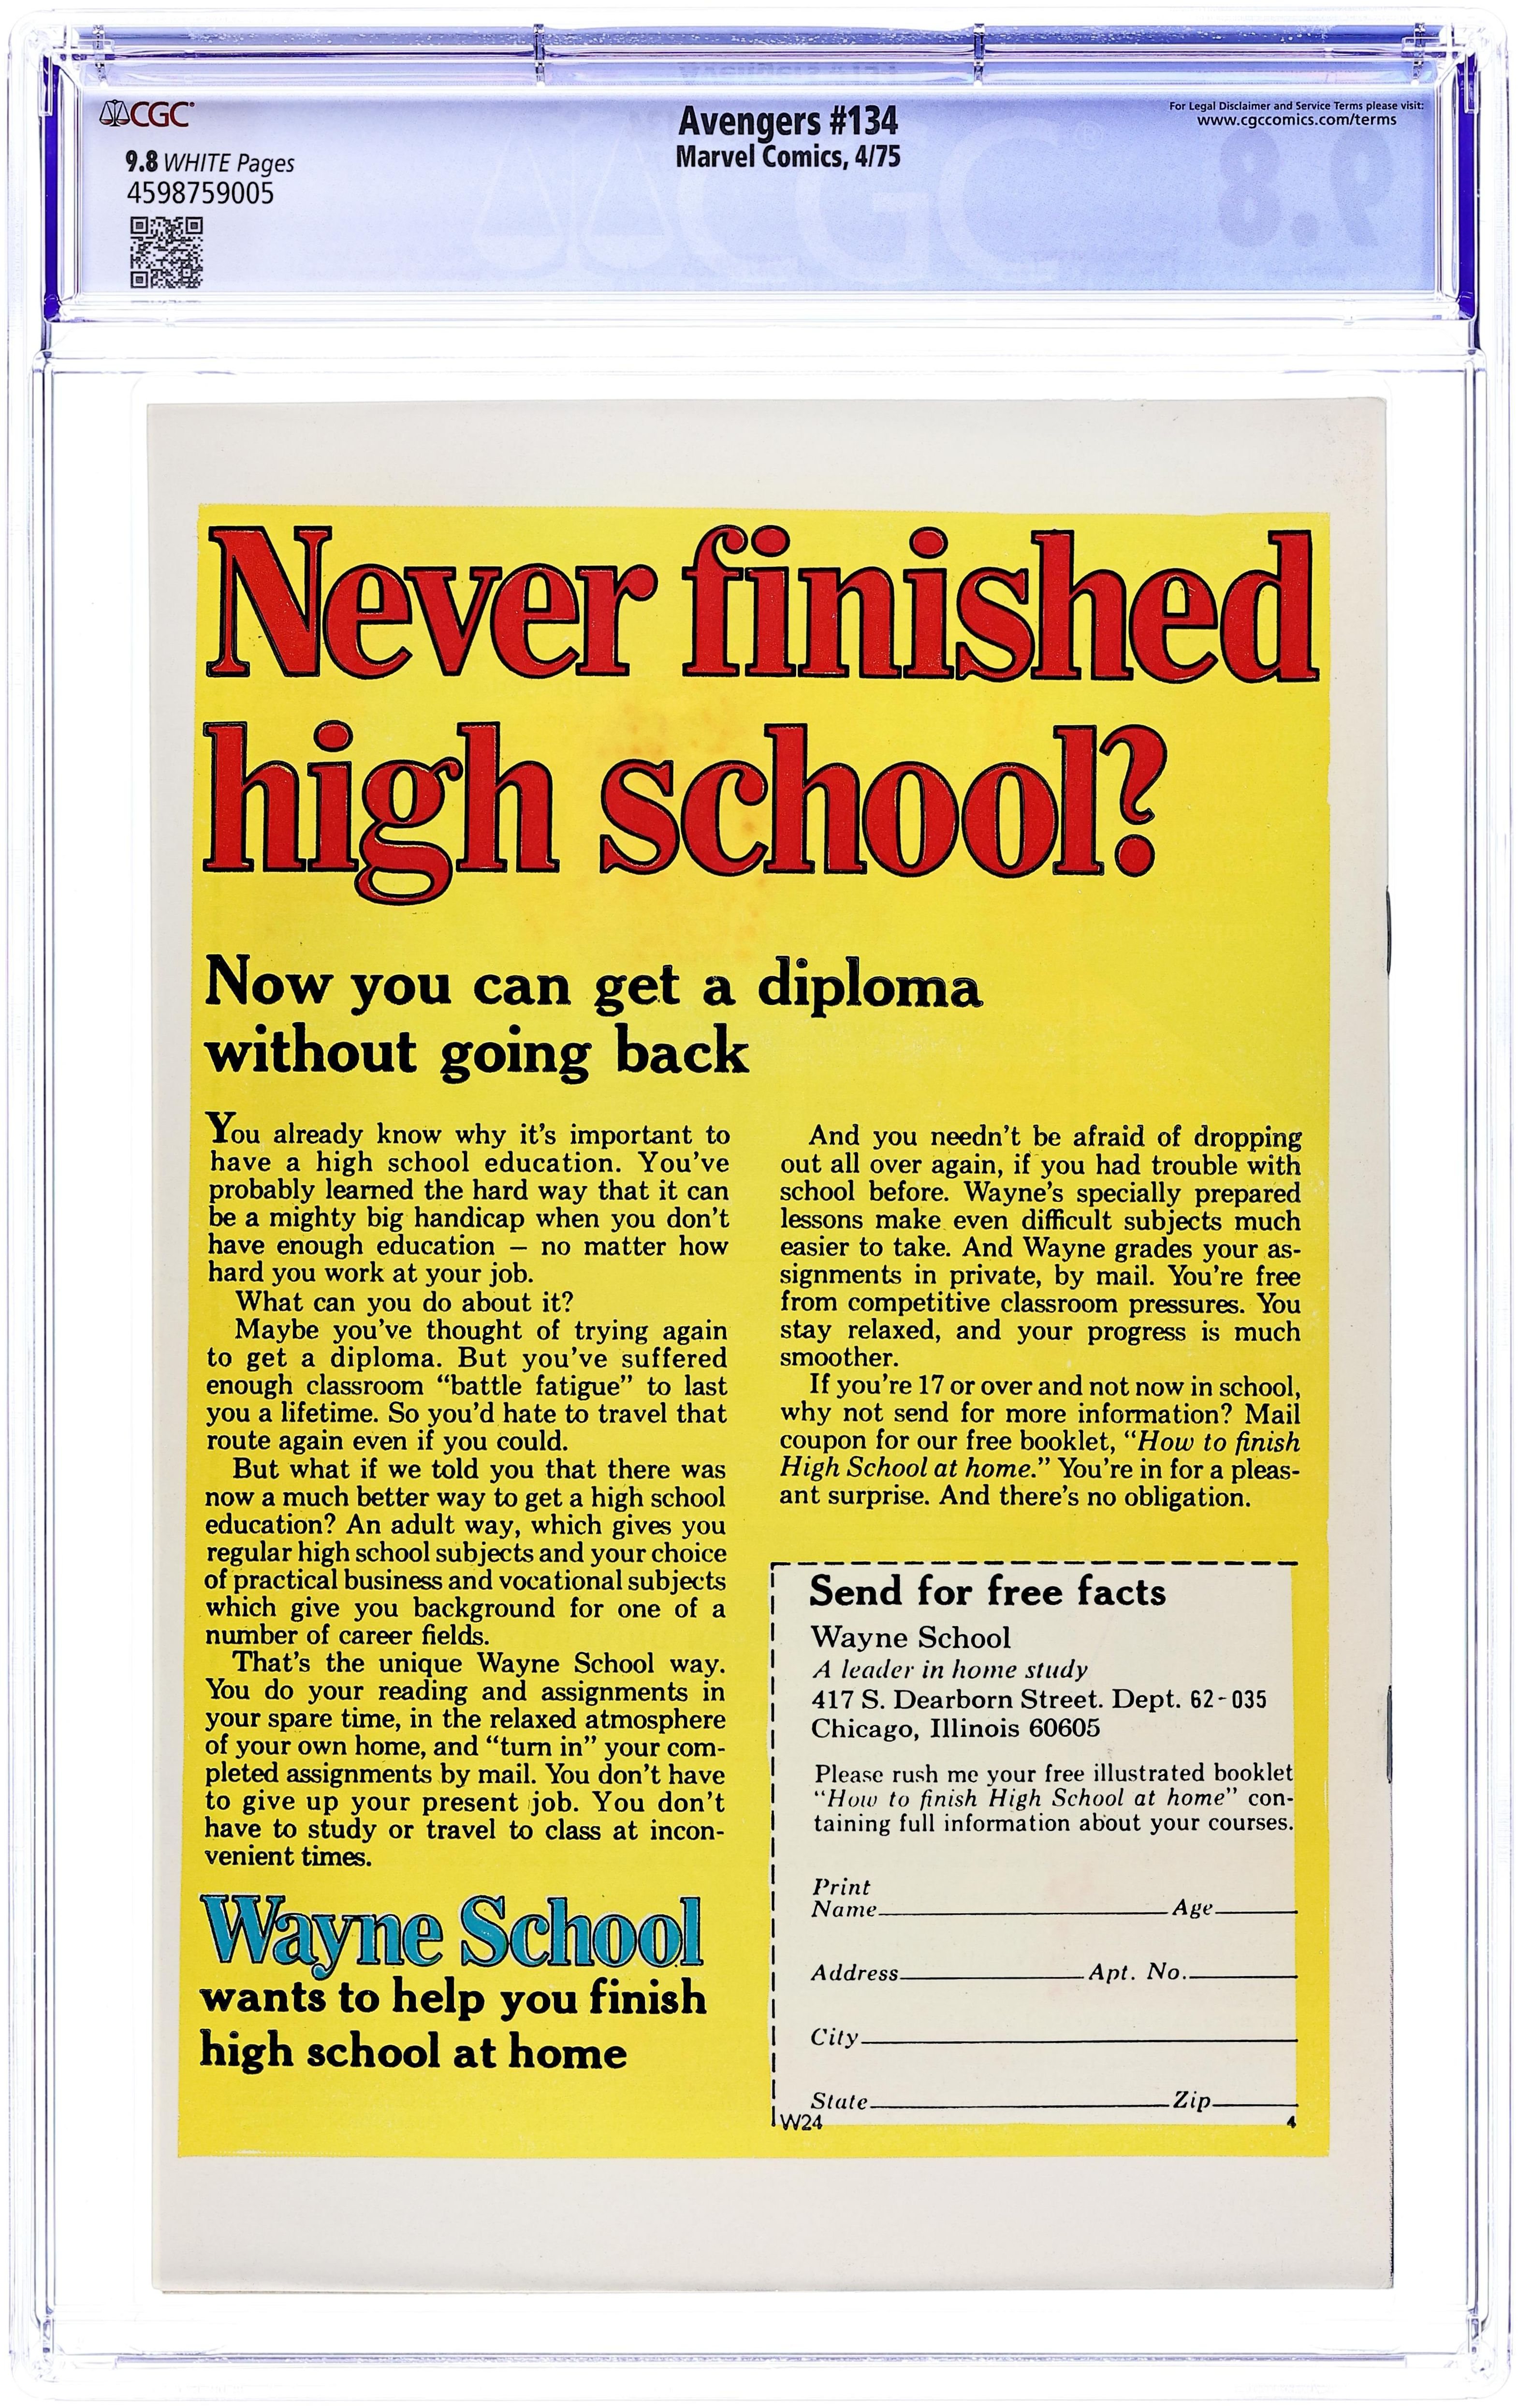 CGC
9.8 WHITE Pages
4598759005
Avengers #134
Marvel Comics, 4/75
For Legal Disclaimer and Service Terms please visit:
www.cgccomics.com/terms
CGC®
9.8
Never finished
high school?
Now you can get a diploma
without going back
You already know why it's important to
have a high school education. You've
probably learned the hard way that it can
be a mighty big handicap when you don't
have enough education – no matter how
hard you work at your job.
What can you do about it?
Maybe you've thought of trying again
to get a diploma. But you've suffered
enough classroom “battle fatigue” to last
you a lifetime. So you'd hate to travel that
route again even if you could.
But what if we told you that there was
now a much better way to get a high school
education? An adult way, which gives you
regular high school subjects and your choice
of practical business and vocational subjects
which give you background for one of a
number of career fields.
That's the unique Wayne School way.
You do your reading and assignments in
your spare time, in the relaxed atmosphere
of your own home, and “turn in” your com-
pleted assignments by mail. You don't have
to give up your present job. You don't
have to study or travel to class at incon-
venient times.
Wayne School
wants to help you finish
high school at home
And you needn't be afraid of dropping
out all over again, if you had trouble with
school before. Wayne's specially prepared
lessons make even difficult subjects much
easier to take. And Wayne grades your as-
signments in private, by mail. You're free
from competitive classroom pressures. You
stay relaxed, and your progress is much
smoother.
If you're 17 or over and not now in school,
why not send for more information? Mail
coupon for our free booklet, “How to finish
High School at home.” You're in for a pleas-
ant surprise. And there's no obligation.
Send for free facts
Wayne School
A leader in home study
417 S. Dearborn Street. Dept. 62-035
Chicago, Illinois 60605
Please rush me your free illustrated booklet
“How to finish High School at home” con-
taining full information about your courses.
Print
Name Age
Address Apt. No.
City
State Zip
W24 4